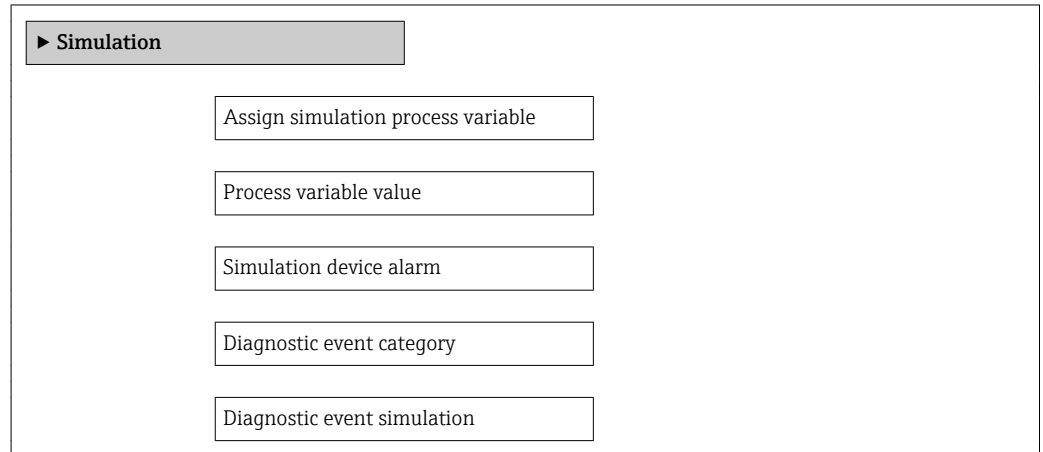 ▶ Simulation
Assign simulation process variable
Process variable value
Simulation device alarm
Diagnostic event category
Diagnostic event simulation